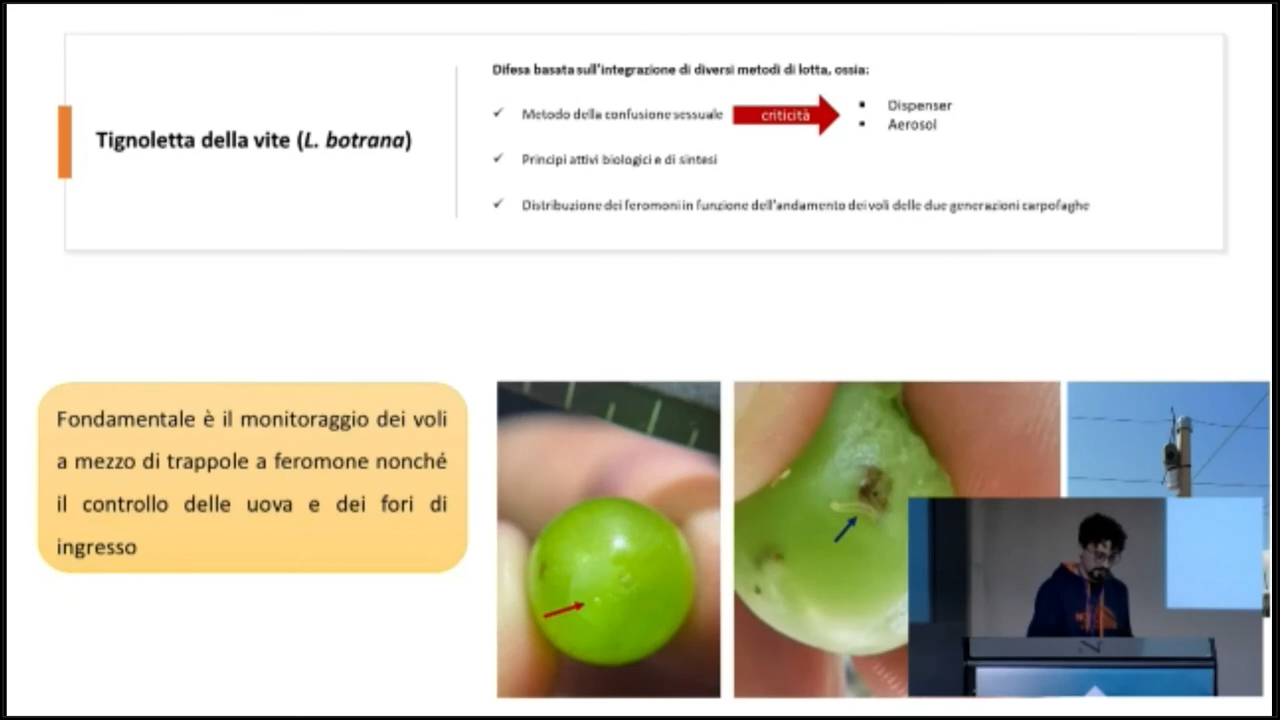 Difesa basata sull'integrazione di diversi metodi di lotta, ossia:
Tignoletta della vite (L. botrana)
✓ Metodo della confusione sessuale
criticità
▪ Dispenser
▪ Aerosol
✓ Principi attivi biologici e di sintesi
✓ Distribuzione dei feromoni in funzione dell'andamento dei voli delle due generazioni carpofaghe
Fondamentale è il monitoraggio dei voli
a mezzo di trappole a feromone nonché
il controllo delle uova e dei fori di
ingresso